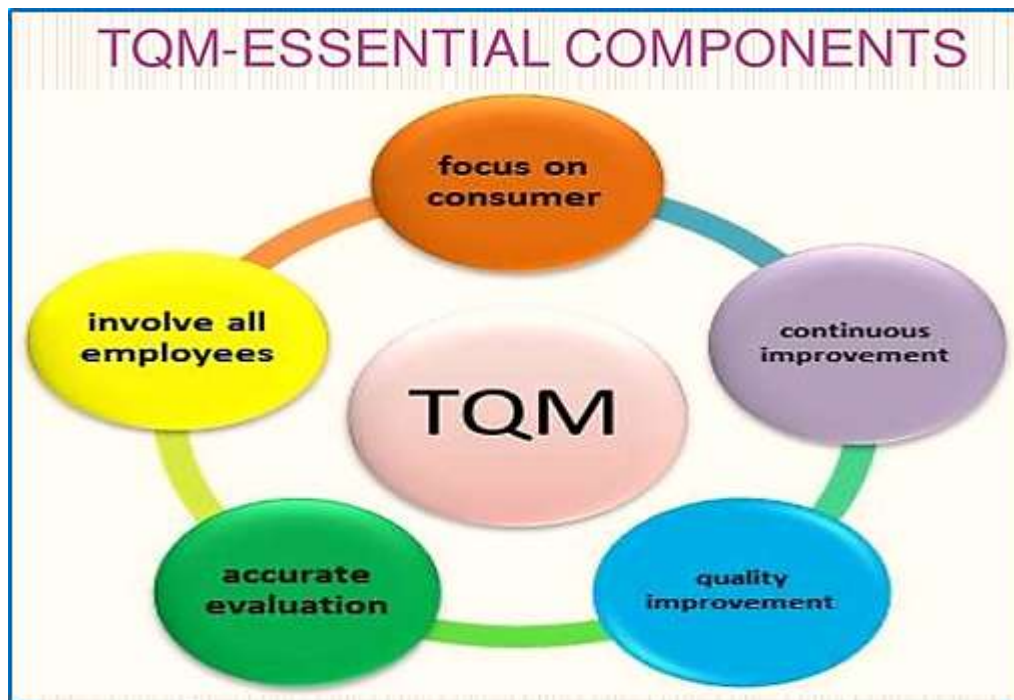 TQM-ESSENTIAL COMPONENTS
focus on
consumer
involve all
employees
continuous
improvement
TQM
accurate
evaluation
quality
improvement